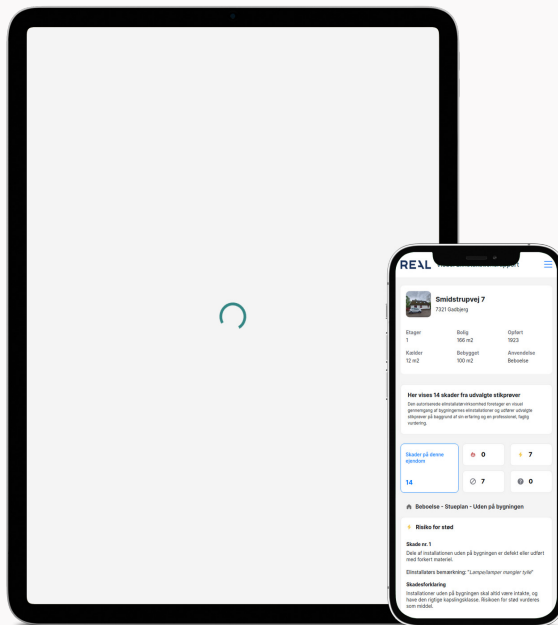 REAL
Smidstrupvej 7
7321 Gadbjerg
Etager Bolig Opført
1 166 m2 1923
Kælder Bebygget Anvendelse
12 m2 100 m2 Beboelse
Her vises 14 skader fra udvalgte stikprøver
Den autoriserede elinstallatørvirksomhed foretager en visuel
gennemgang af bygningernes elinstallationer og udfører udvalgte
stikprøver på baggrund af sin erfaring og en professionel, faglig
vurdering.
Skader på denne
ejendom
14
0
7
7
0
Beboelse - Stueplan - Uden på bygningen
Risiko for stød
Skade nr. 1
Dele af installationen uden på bygningen er defekt eller udført
med forkert materiel.
Elinstallatørs bemærkning: "Lampe/lamper mangler tylle"
Skadesforklaring
Installationer uden på bygningen skal altid være intakte, og
have den rigtige kapslingsklasse. Risikoen for stød vurderes
som middel.